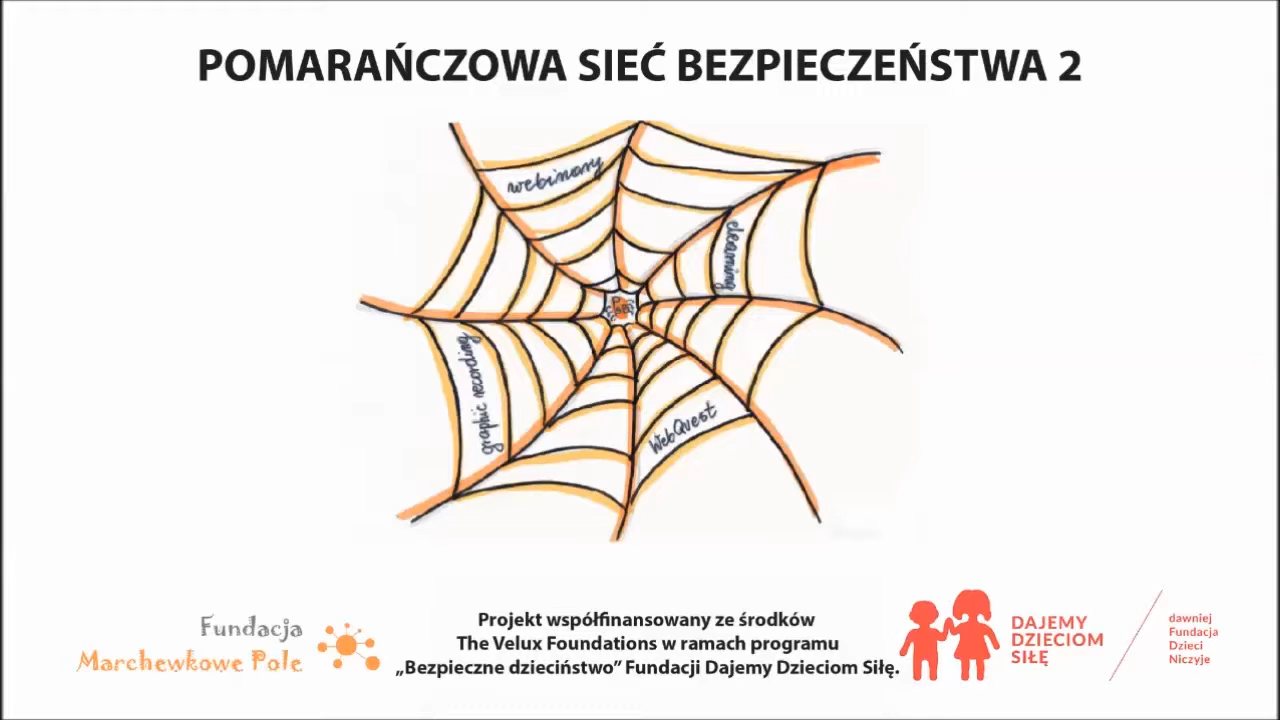 POMARAŃCZOWA SIEĆ BEZPIECZEŃSTWA 2
webinary
elearning
graphic recording
WebQuest
Fundacja
Marchewkowe Pole
Projekt współfinansowany ze środków
The Velux Foundations w ramach programu
„Bezpieczne dzieciństwo” Fundacji Dajemy Dzieciom Siłę.
DAJEMY
DZIECIOM
SIŁĘ
dawniej
Fundacja
Dzieci
Niczyje